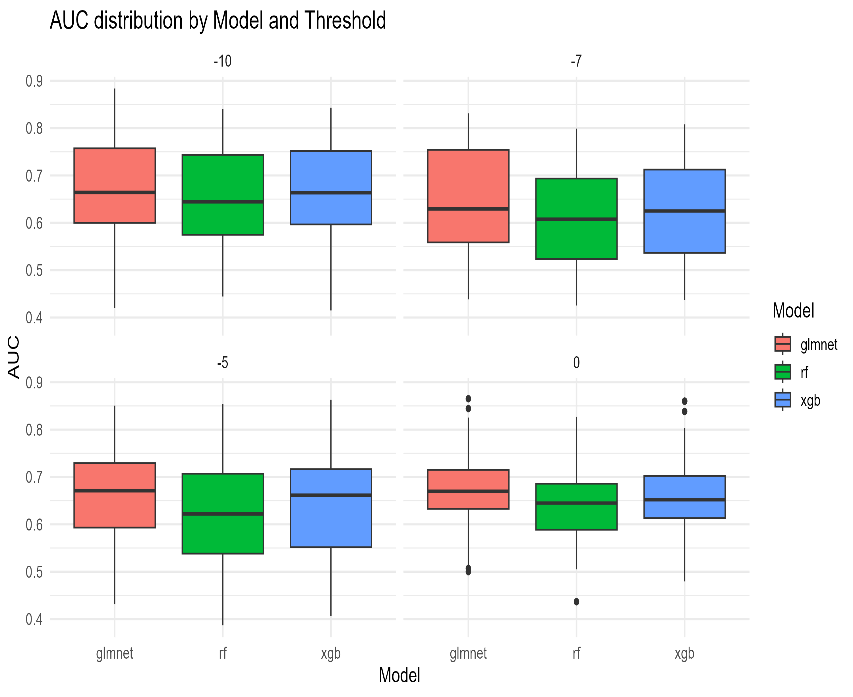 AUC distribution by Model and Threshold
-10
-7
0.9
0.8
0.7
0.6
0.5
0.4
-5
0
0.9
0.8
0.7
0.6
0.5
0.4
AUC
glmnet
rf
xgb
glmnet
rf
xgb
Model
Model
glmnet
rf
xgb